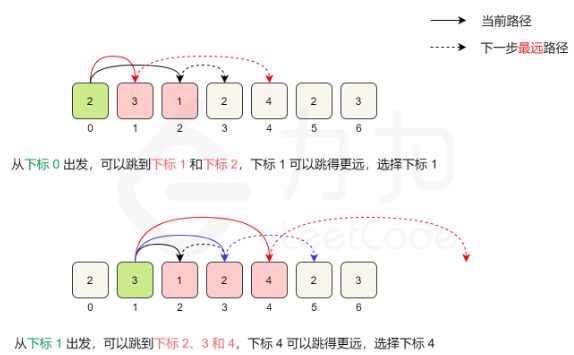 当前路径
下一步最远路径
2 3 1 2 4 2 3
0 1 2 3 4 5 6
从下标 0 出发，可以跳到下标 1 和下标 2，下标 1 可以跳得更远，选择下标 1
力扣
LeetCode
2 3 1 2 4 2 3
0 1 2 3 4 5 6
从下标 1 出发，可以跳到下标 2、3 和 4，下标 4 可以跳得更远，选择下标 4